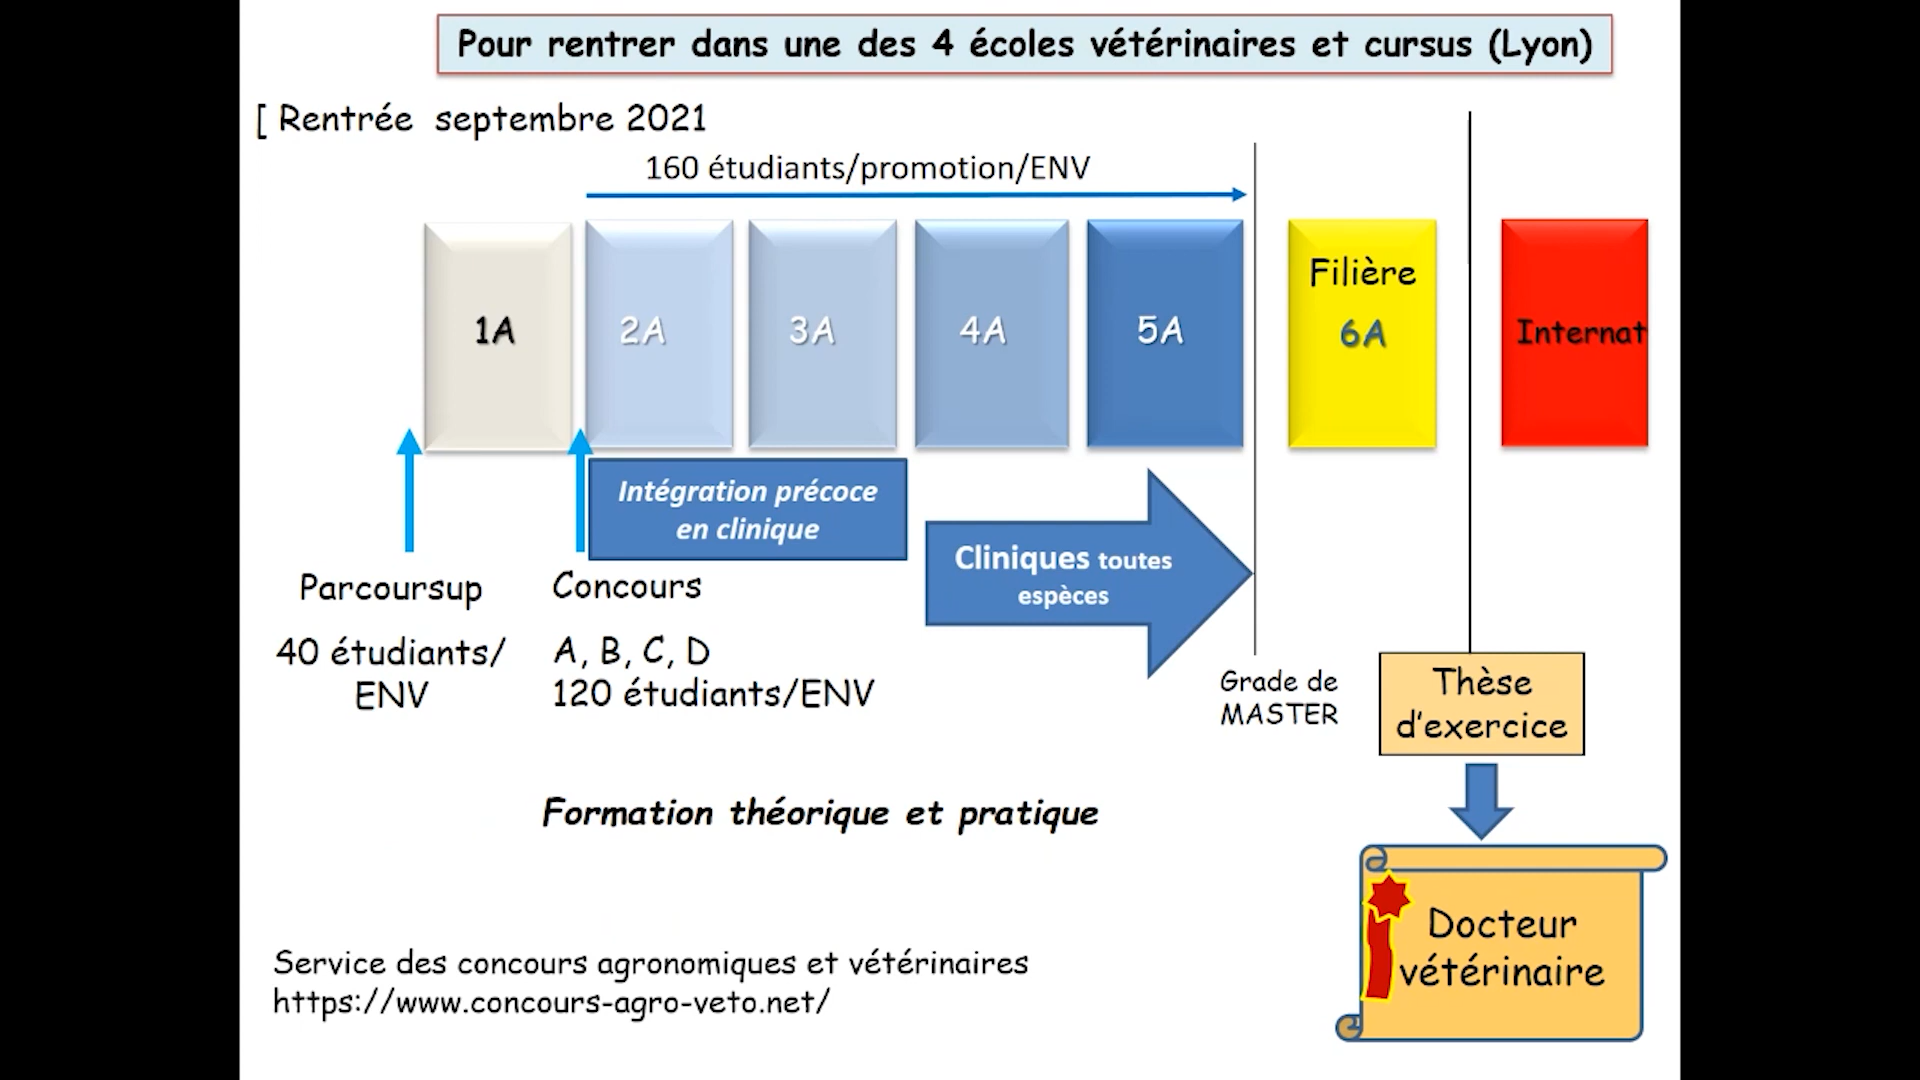 Pour rentrer dans une des 4 écoles vétérinaires et cursus (Lyon)
[ Rentrée septembre 2021
160 étudiants/promotion/ENV
1A
2A
3A
4A
5A
Filière
6A
Internat
Intégration précoce
en clinique
Cliniques toutes
espèces
Parcoursup
40 étudiants/
ENV
Concours
A, B, C, D
120 étudiants/ENV
Grade de
MASTER
Thèse
d'exercice
Formation théorique et pratique
Docteur
vétérinaire
Service des concours agronomiques et vétérinaires
https://www.concours-agro-veto.net/